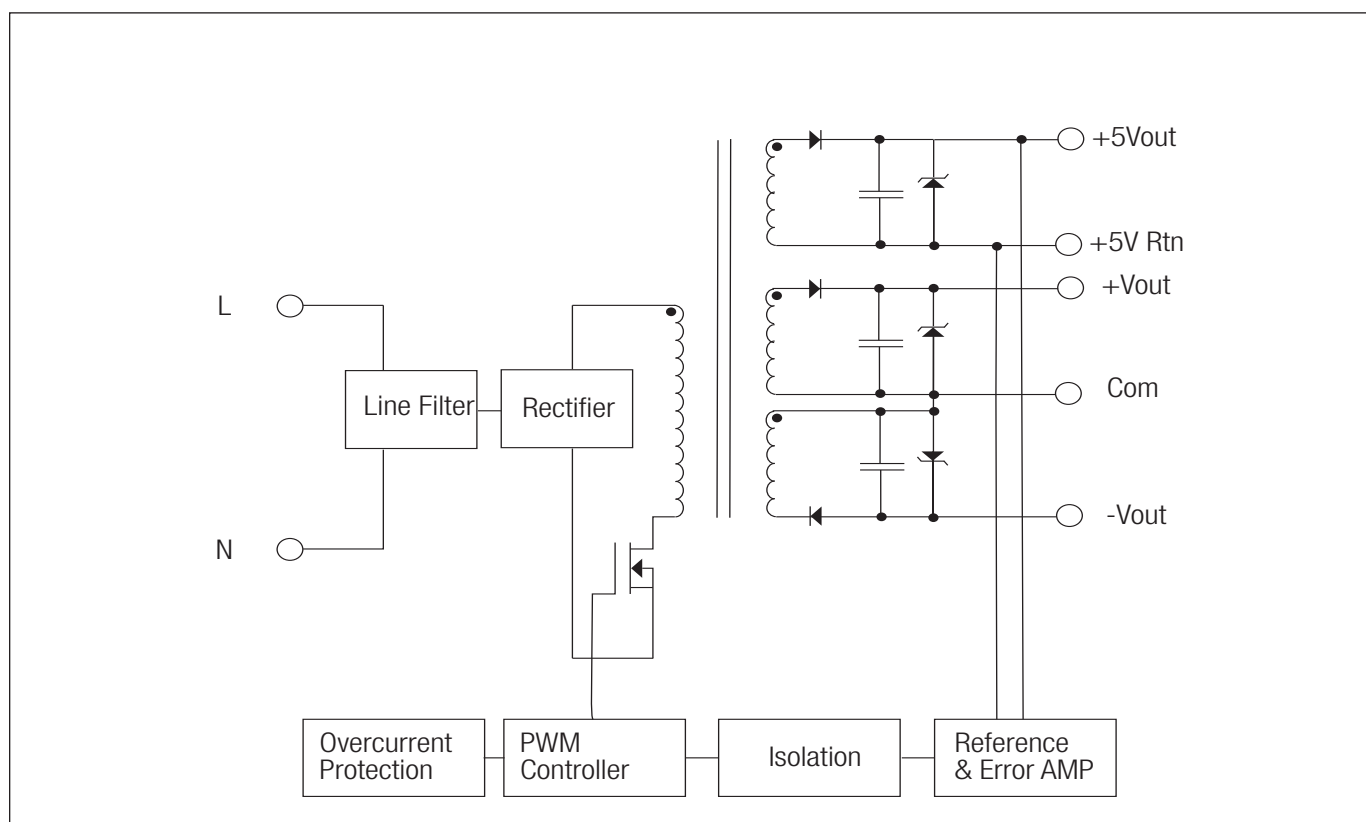 +5Vout
+5V Rtn
+Vout
L
Com
Line Filter
Rectifier
-Vout
N
Overcurrent
Protection
PWM
Controller
Isolation
Reference
& Error AMP